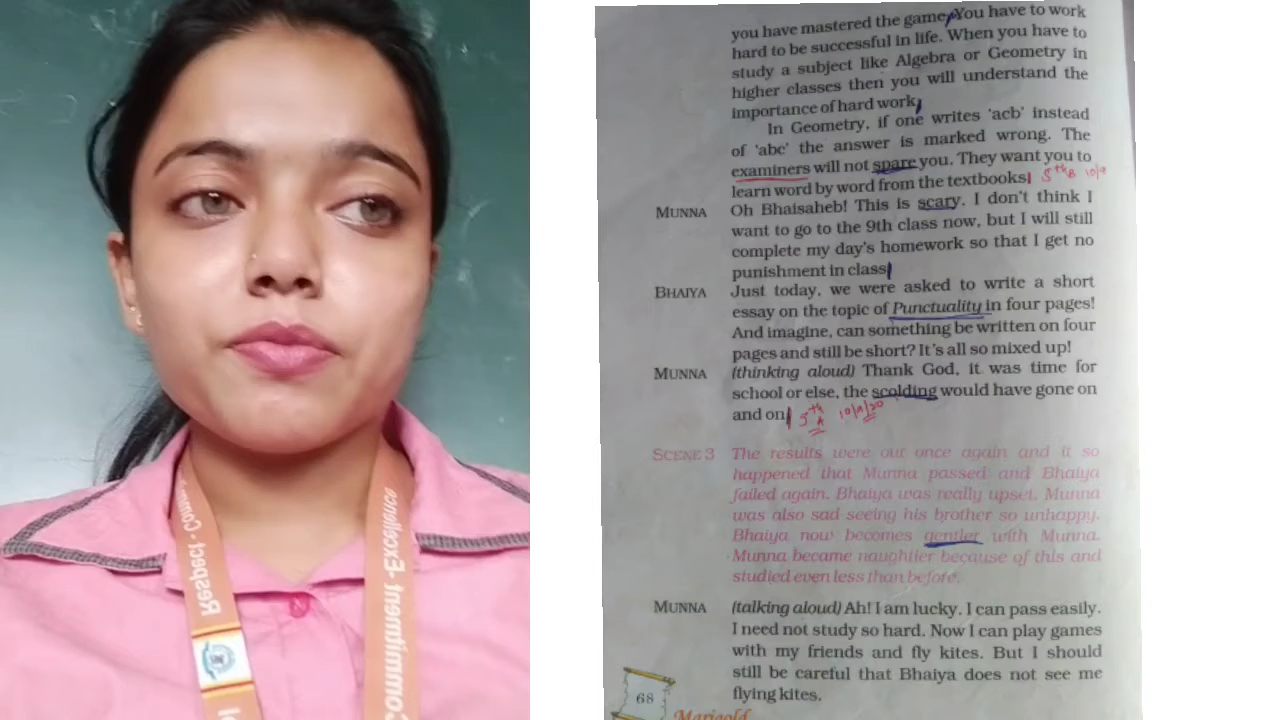 Respect - Comm
Commitment - Excellence
you have mastered the game. You have to work
hard to be successful in life. When you have to
study a subject like Algebra or Geometry in
higher classes then you will understand the
importance of hard work.
In Geometry, if one writes 'acb' instead
of 'abc' the answer is marked wrong. The
examiners will not spare you. They want you to
learn word by word from the textbooks. 5th B
MUNNA Oh Bhaisaheb! This is scary. I don't think I
want to go to the 9th class now, but I will still
complete my day's homework so that I get no
punishment in class.
BHAIYA Just today, we were asked to write a short
essay on the topic of Punctuality in four pages!
And imagine, can something be written on four
pages and still be short? It's all so mixed up!
MUNNA (thinking aloud) Thank God, it was time for
school or else, the scolding would have gone on
and on. 5th A 10/9/20
SCENE 3 The results were out once again and it so
happened that Munna passed and Bhaiya
failed again. Bhaiya was really upset. Munna
was also sad seeing his brother so unhappy.
Bhaiya now becomes gentler with Munna.
Munna became naughtier because of this and
studied even less than before.
MUNNA (talking aloud) Ah! I am lucky. I can pass easily.
I need not study so hard. Now I can play games
with my friends and fly kites. But I should
still be careful that Bhaiya does not see me
flying kites.
68
Marigold